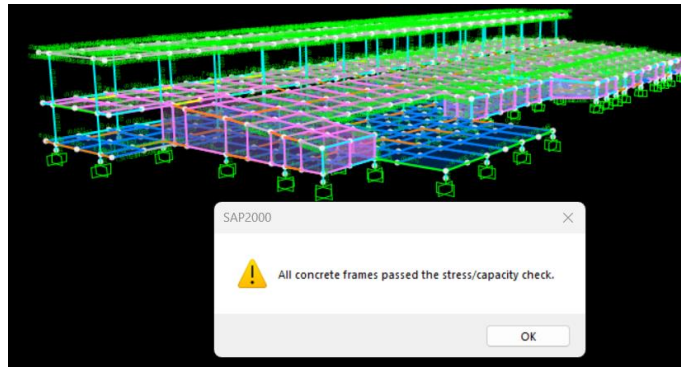 SAP2000
All concrete frames passed the stress/capacity check.
OK